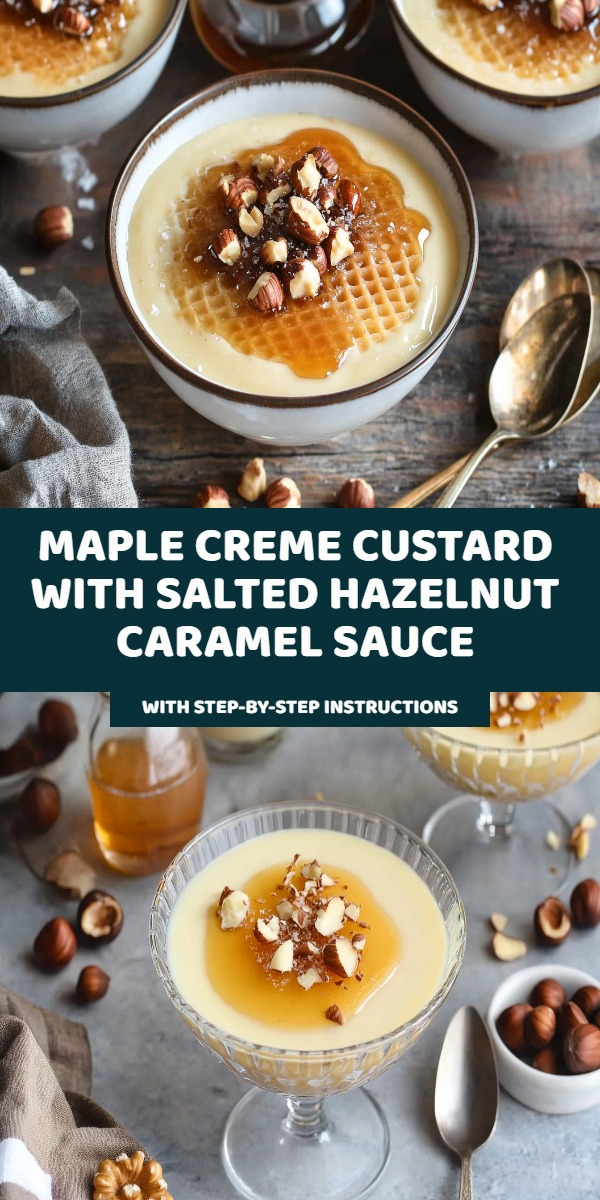 MAPLE CREME CUSTARD
WITH SALTED HAZELNUT
CARAMEL SAUCE
WITH STEP-BY-STEP INSTRUCTIONS